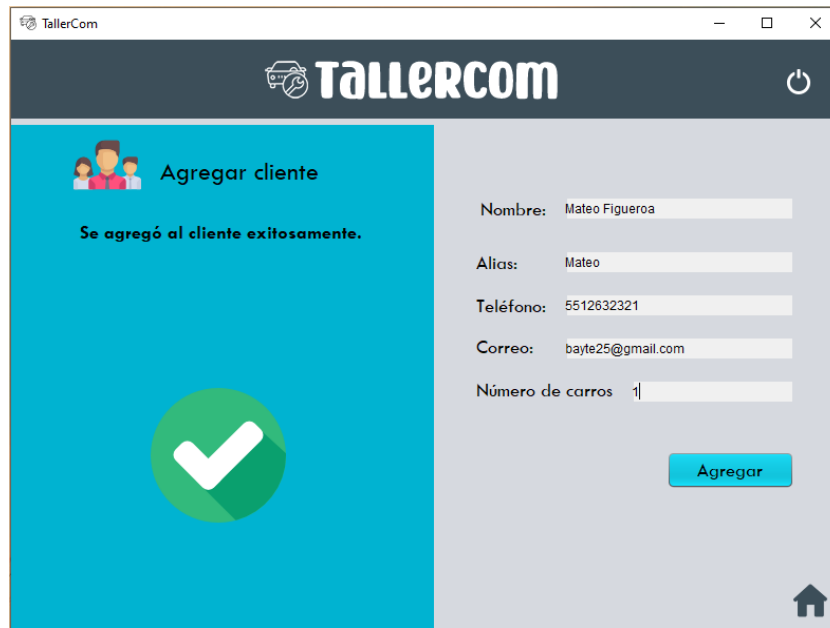 TallerCom
TALLERCOM
Agregar cliente
Se agregó al cliente exitosamente.
Nombre: Mateo Figueroa
Alias: Mateo
Teléfono: 5512632321
Correo: bayte25@gmail.com
Número de carros 1
Agregar